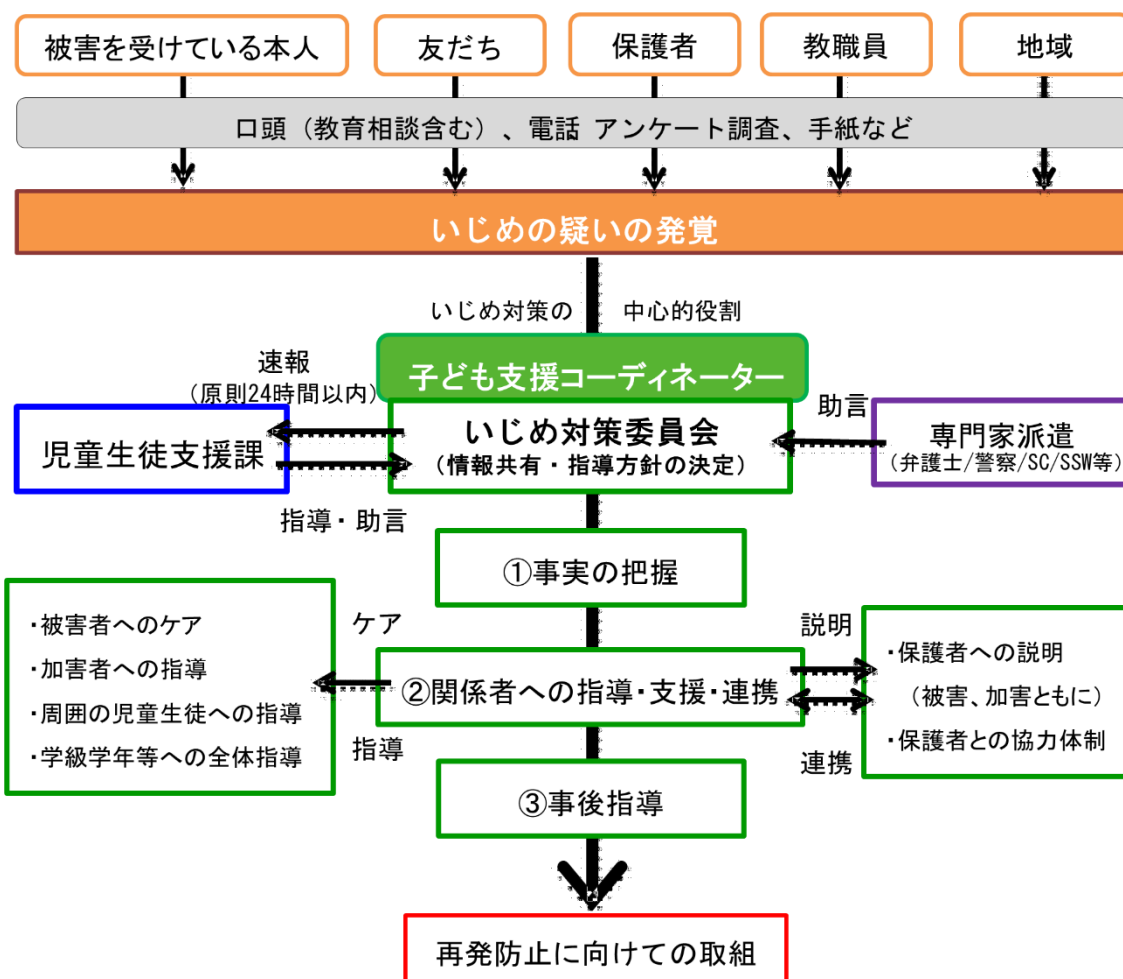 被害を受けている本人
友だち
保護者
教職員
地域
口頭（教育相談含む）、電話 アンケート調査、手紙など
いじめの疑いの発覚
いじめ対策の 中心的役割
子ども支援コーディネーター
速報
（原則24時間以内）
児童生徒支援課
指導・助言
いじめ対策委員会
（情報共有・指導方針の決定）
助言
専門家派遣
（弁護士/警察/SC/SSW等）
①事実の把握
・被害者へのケア
・加害者への指導
・周囲の児童生徒への指導
・学級学年等への全体指導
ケア
指導
②関係者への指導・支援・連携
説明
連携
・保護者への説明
（被害、加害ともに）
・保護者との協力体制
③事後指導
再発防止に向けての取組